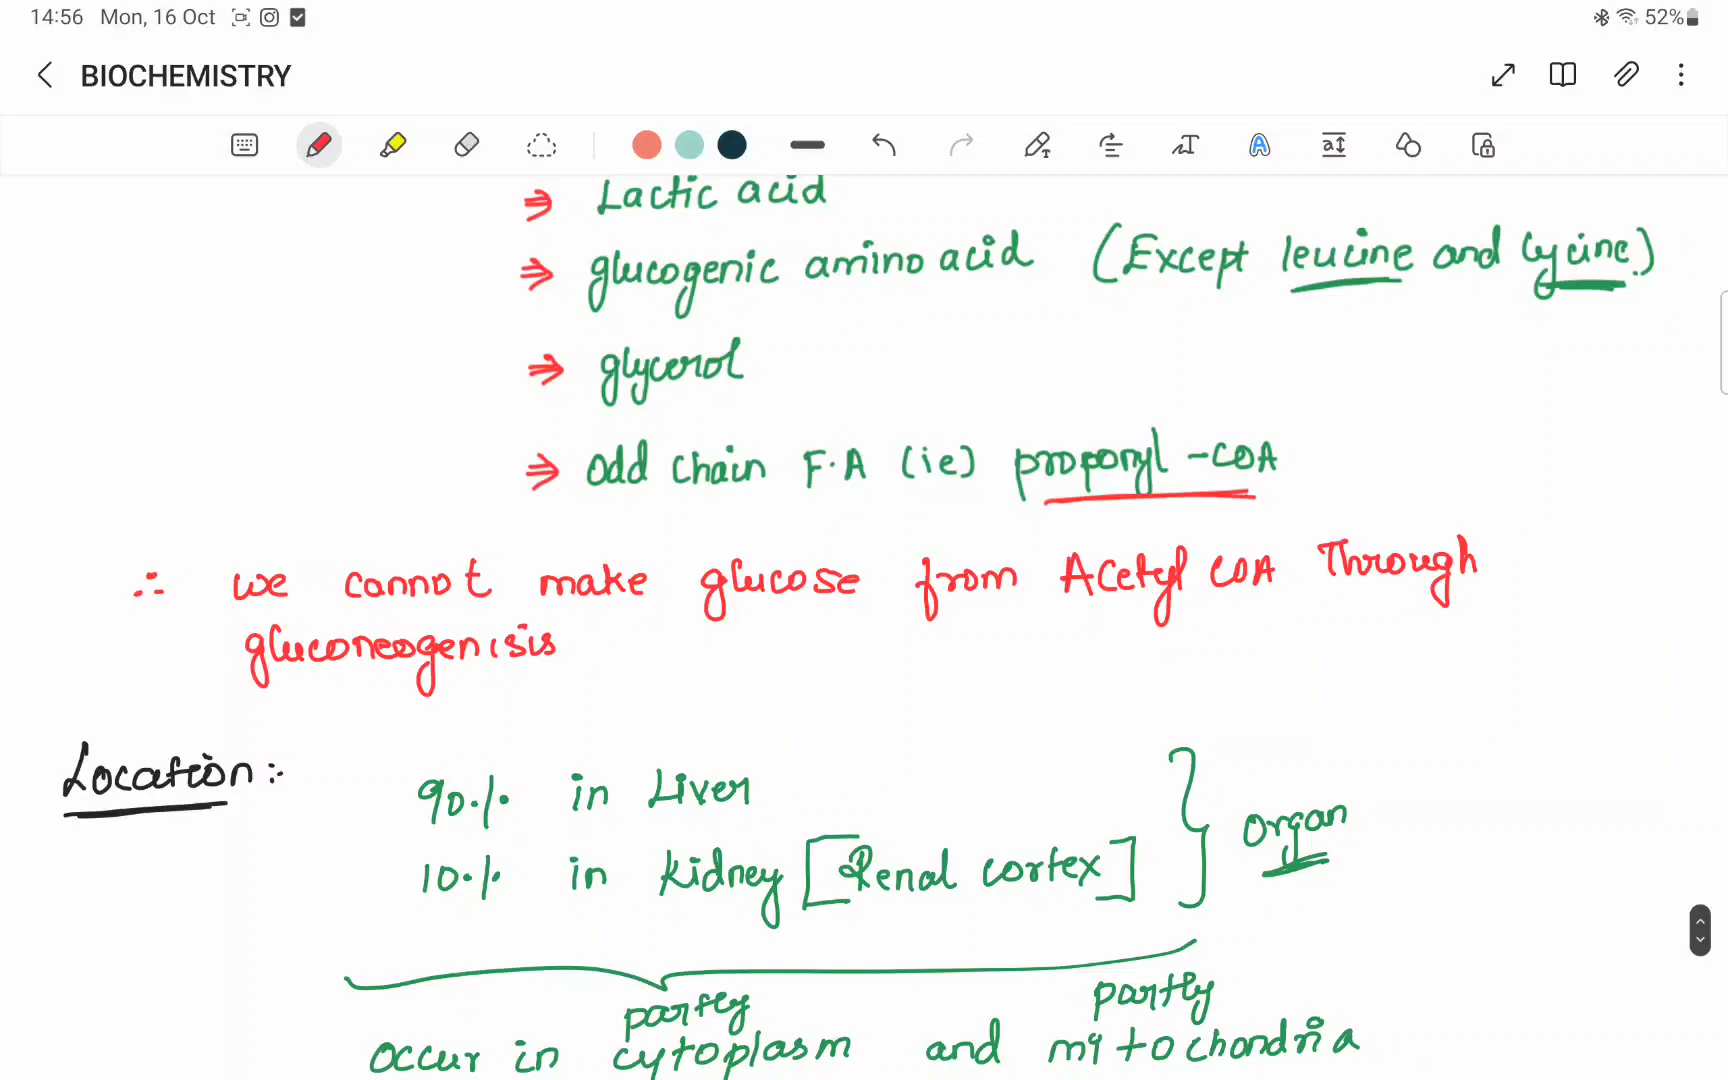 14:56 Mon, 16 Oct 52%
BIOCHEMISTRY
⇒ Lactic acid
⇒ glucogenic amino acid (Except leucine and lycine.)
⇒ glycerol
⇒ odd chain F.A (ie) proponyl-COA
∴ we cannot make glucose from Acetyl COA Through
gluconeogenisis
Location:-
90% in Liver
10% in kidney [Renal cortex]
organ
partly partly
occur in cytoplasm and mitochondria